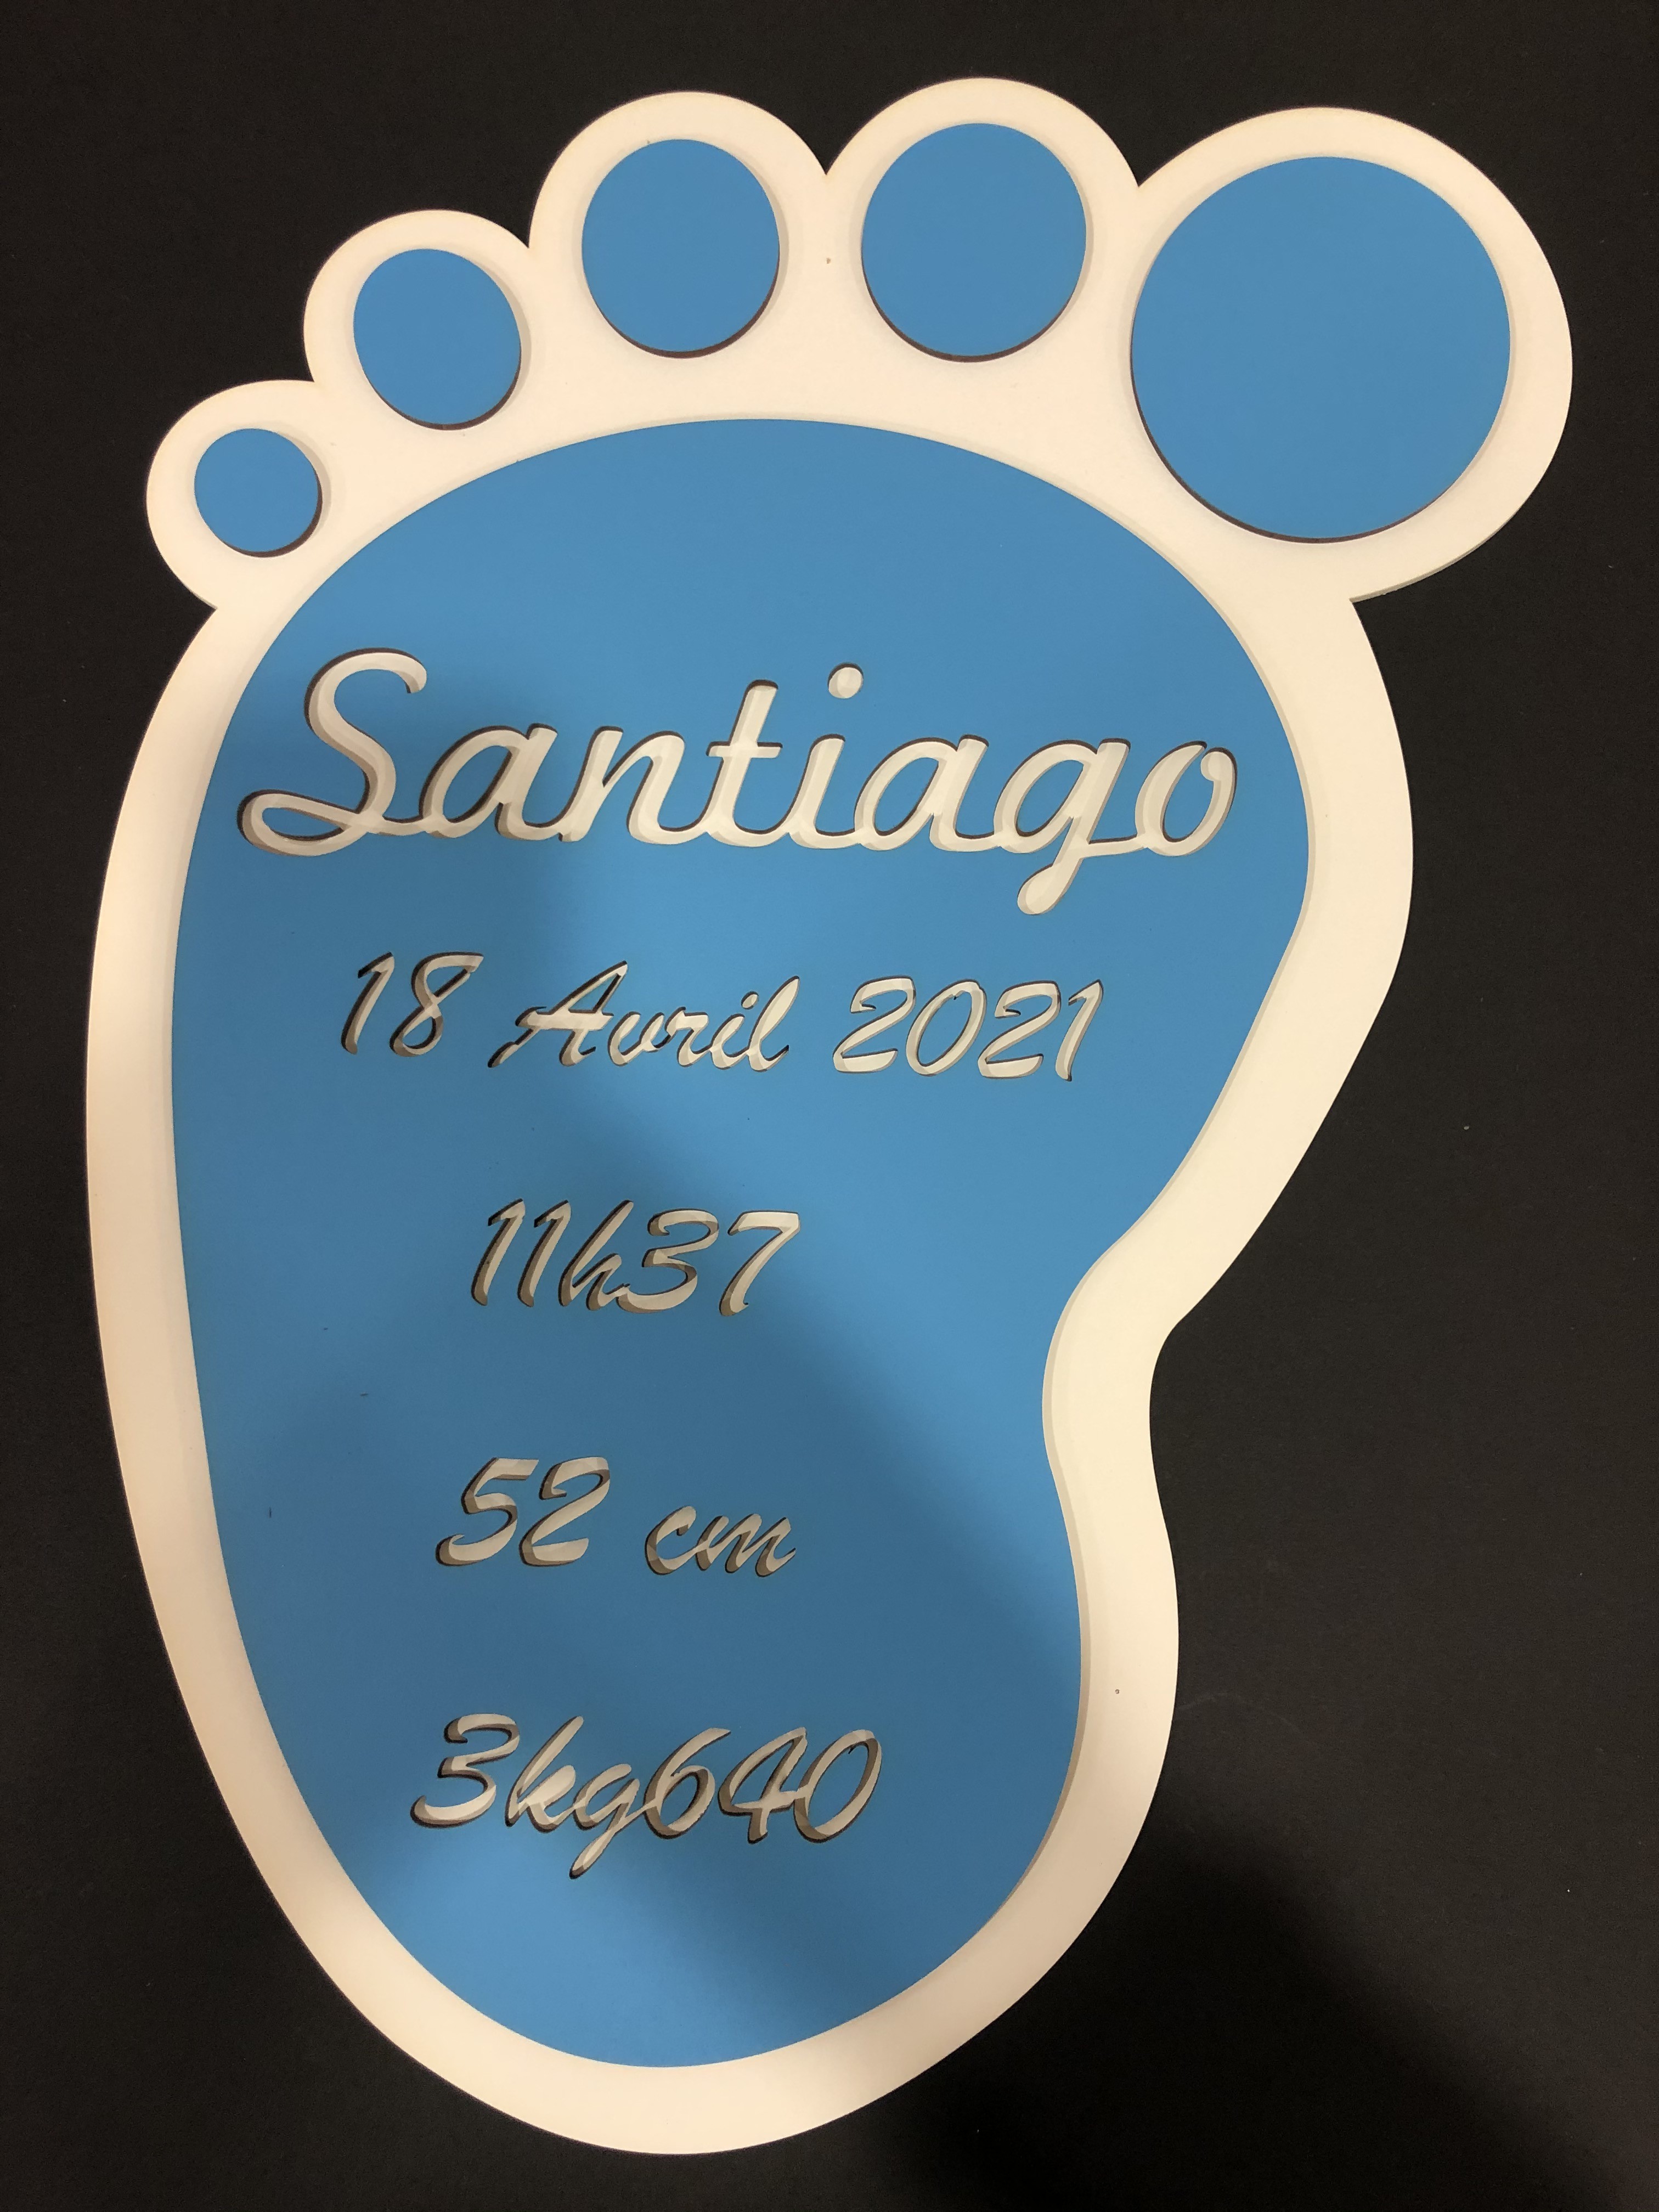 Santiago
18 Avril 2021
11h37
52 cm
3kg640